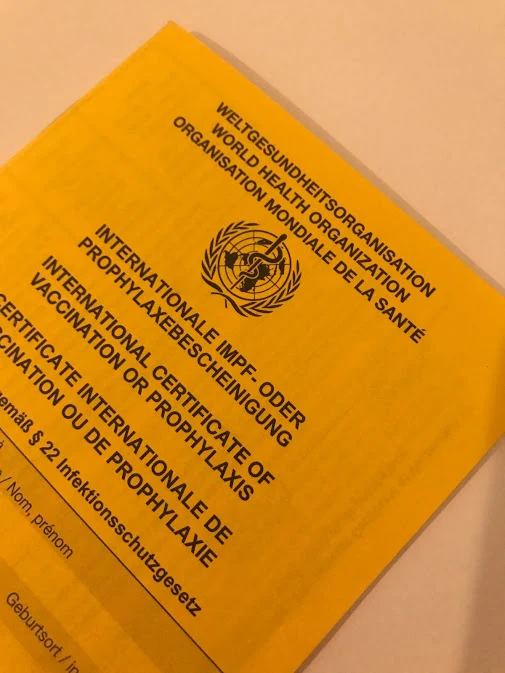 WELTGESUNDHEITSORGANISATION
WORLD HEALTH ORGANIZATION
ORGANISATION MONDIALE DE LA SANTÉ
INTERNATIONALE IMPF- ODER
PROPHYLAXEBESCHEINIGUNG
INTERNATIONAL CERTIFICATE OF
VACCINATION OR PROPHYLAXIS
CERTIFICATE INTERNATIONALE DE
VACCINATION OU DE PROPHYLAXIE
gemäß § 22 Infektionsschutzgesetz
/ Nom, prénom
Geburtsort /